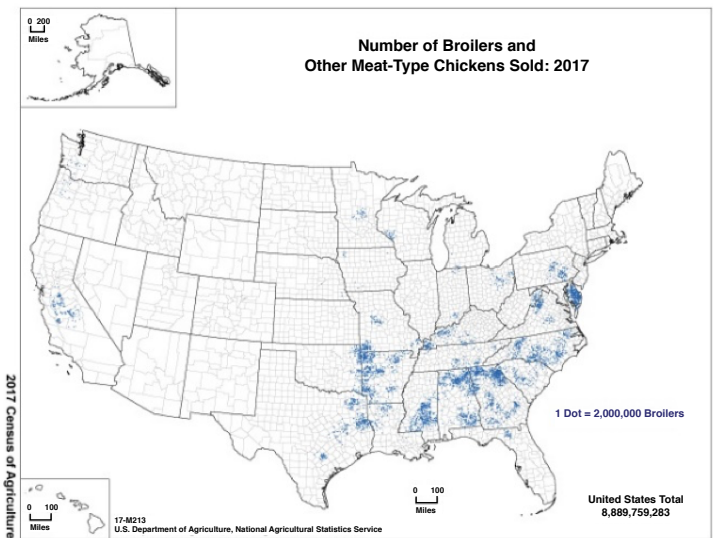 0 200
Miles
Number of Broilers and
Other Meat-Type Chickens Sold: 2017
2017 Census of Agriculture
1 Dot = 2,000,000 Broilers
0 100
Miles
0 100
Miles
United States Total
8,889,759,283
17-M213
U.S. Department of Agriculture, National Agricultural Statistics Service